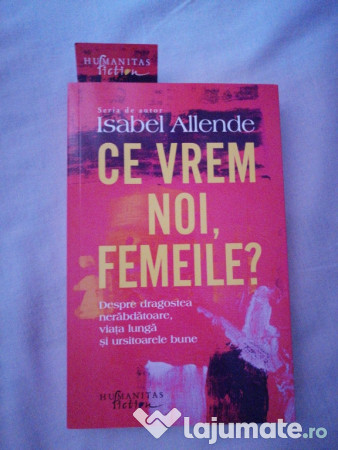 HUMANITAS
fiction
Serie de autor
Isabel Allende
CE VREM
NOI,
FEMEILE?
Despre dragostea
nerăbdătoare,
viața lungă
și ursitoarele bune
HUMANITAS
fiction
lajumate.ro